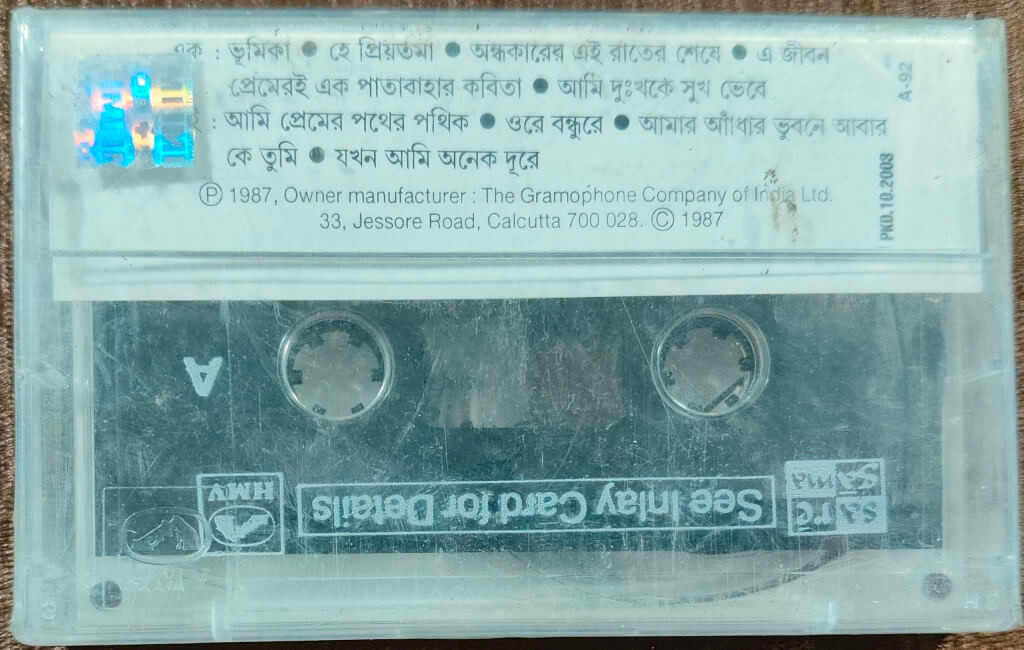 এক : ভূমিকা ● হে প্রিয়তমা ● অন্ধকারের এই রাতের শেষে ● এ জীবন
প্রেমেরই এক পাতাবাহার কবিতা ● আমি দুঃখকে সুখ ভেবে
: আমি প্রেমের পথের পথিক ● ওরে বন্ধুরে ● আমার আঁধার ভুবনে আবার
কে তুমি ● যখন আমি অনেক দূরে
Ⓟ 1987, Owner manufacturer : The Gramophone Company of India Ltd.
33, Jessore Road, Calcutta 700 028. © 1987
A-92
PKD.10.2003
A
HMV
See Inlay Card for Details